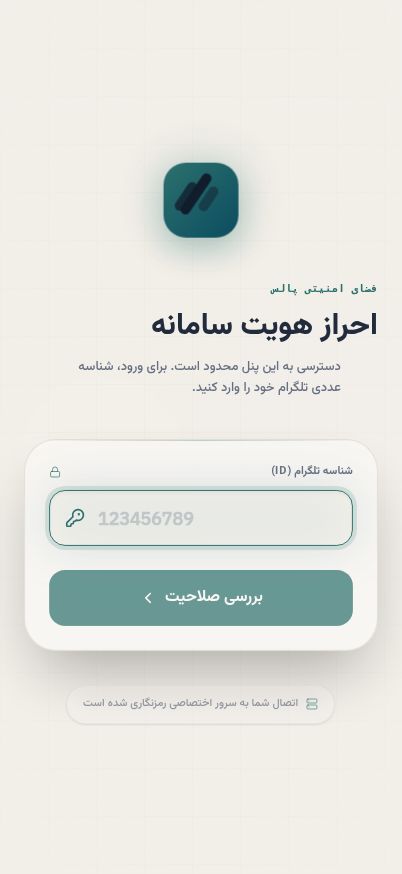 فضای امنیتی پالس
احراز هویت سامانه
دسترسی به این پنل محدود است. برای ورود، شناسه
عددی تلگرام خود را وارد کنید.
شناسه تلگرام (ID)
123456789
بررسی صلاحیت
اتصال شما به سرور اختصاصی رمزنگاری شده است